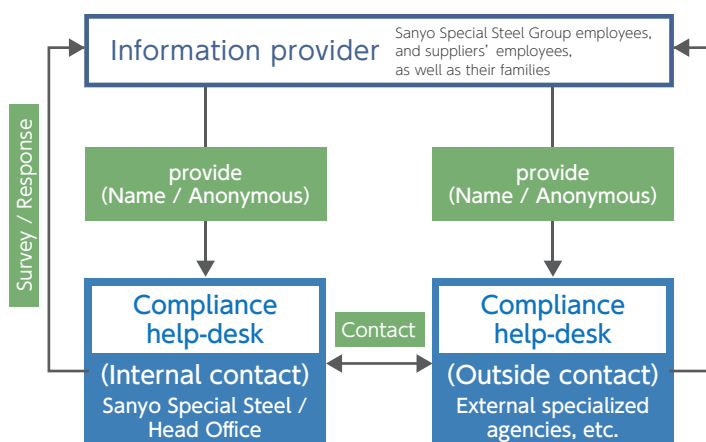 Information provider
Sanyo Special Steel Group employees,
and suppliers’ employees,
as well as their families
Survey / Response
provide
(Name / Anonymous)
provide
(Name / Anonymous)
Compliance
help-desk
(Internal contact)
Sanyo Special Steel /
Head Office
Contact
Compliance
help-desk
(Outside contact)
External specialized
agencies, etc.